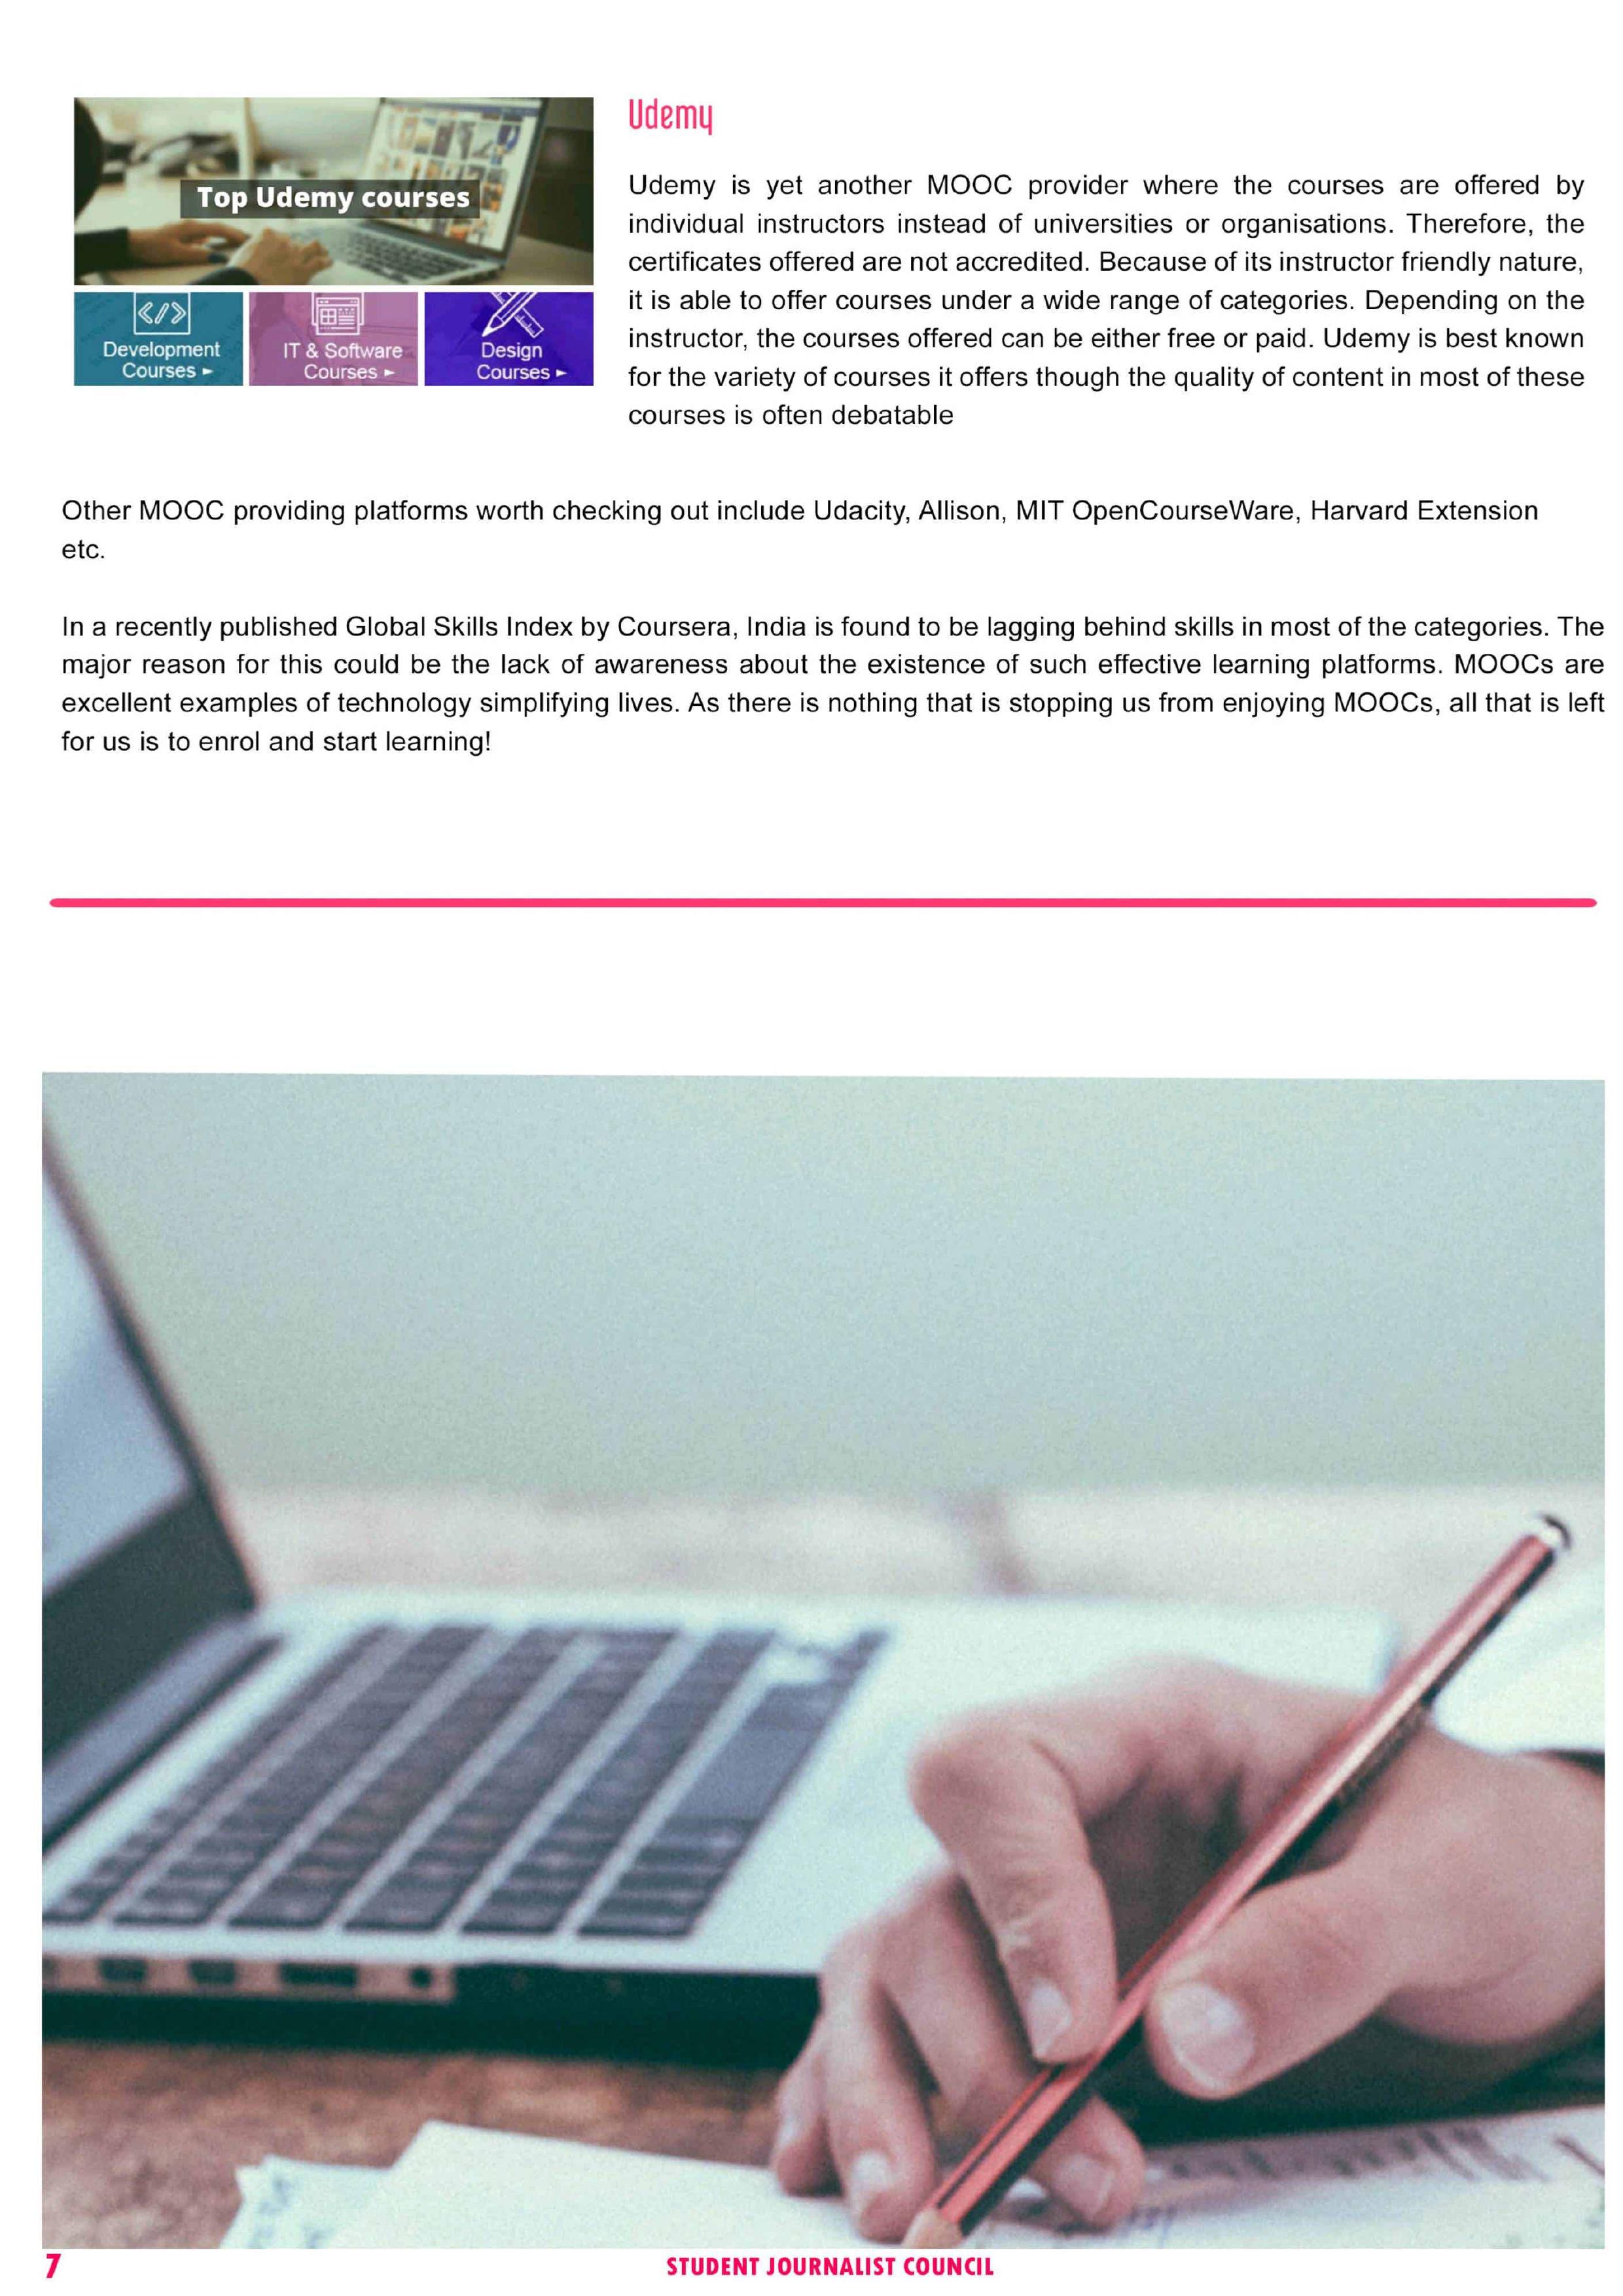 Top Udemy courses
Development
Courses ►
IT & Software
Courses ►
Design
Courses ►
Udemy
Udemy is yet another MOOC provider where the courses are offered by
individual instructors instead of universities or organisations. Therefore, the
certificates offered are not accredited. Because of its instructor friendly nature,
it is able to offer courses under a wide range of categories. Depending on the
instructor, the courses offered can be either free or paid. Udemy is best known
for the variety of courses it offers though the quality of content in most of these
courses is often debatable
Other MOOC providing platforms worth checking out include Udacity, Allison, MIT OpenCourseWare, Harvard Extension
etc.
In a recently published Global Skills Index by Coursera, India is found to be lagging behind skills in most of the categories. The
major reason for this could be the lack of awareness about the existence of such effective learning platforms. MOOCs are
excellent examples of technology simplifying lives. As there is nothing that is stopping us from enjoying MOOCs, all that is left
for us is to enrol and start learning!
7
STUDENT JOURNALIST COUNCIL